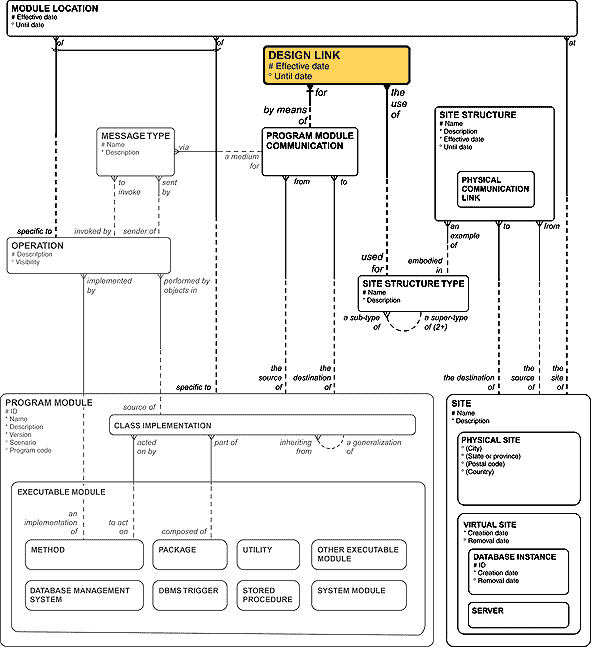 MODULE LOCATION
# Effective date
° Until date
of
of
at
DESIGN LINK
# Effective date
° Until date
for
the
use
of
by means
of
MESSAGE TYPE
# Name
* Description
via
a medium
for
PROGRAM MODULE
COMMUNICATION
SITE STRUCTURE
# Name
* Description
* Effective date
° Until date
PHYSICAL
COMMUNICATION
LINK
to
invoke
sent
by
from
to
an
example
of
to
from
specific to
invoked by
sender of
OPERATION
# Descritption
° Visibility
used
for
embodied
in
implemented
by
performed by
objects in
SITE STRUCTURE TYPE
# Name
* Description
a sub-type
of
a super-type
of (2+)
specific to
the
source
of
the
destination
of
the destination
of
the
source
of
the
site of
PROGRAM MODULE
# ID
* Name
* Description
* Version
° Scenario
° Program code
source of
CLASS IMPLEMENTATION
acted
on by
part of
inheriting
from
a generalization
of
EXECUTABLE MODULE
an
implementation
of
to act
on
composed of
METHOD
PACKAGE
UTILITY
OTHER EXECUTABLE
MODULE
DATABASE MANAGEMENT
SYSTEM
DBMS TRIGGER
STORED
PROCEDURE
SYSTEM MODULE
SITE
# Name
* Description
PHYSICAL SITE
° (City)
° (State or province)
° (Postal code)
° (Country)
VIRTUAL SITE
* Creation date
° Removal date
DATABASE INSTANCE
# ID
* Creation date
° Removal date
SERVER